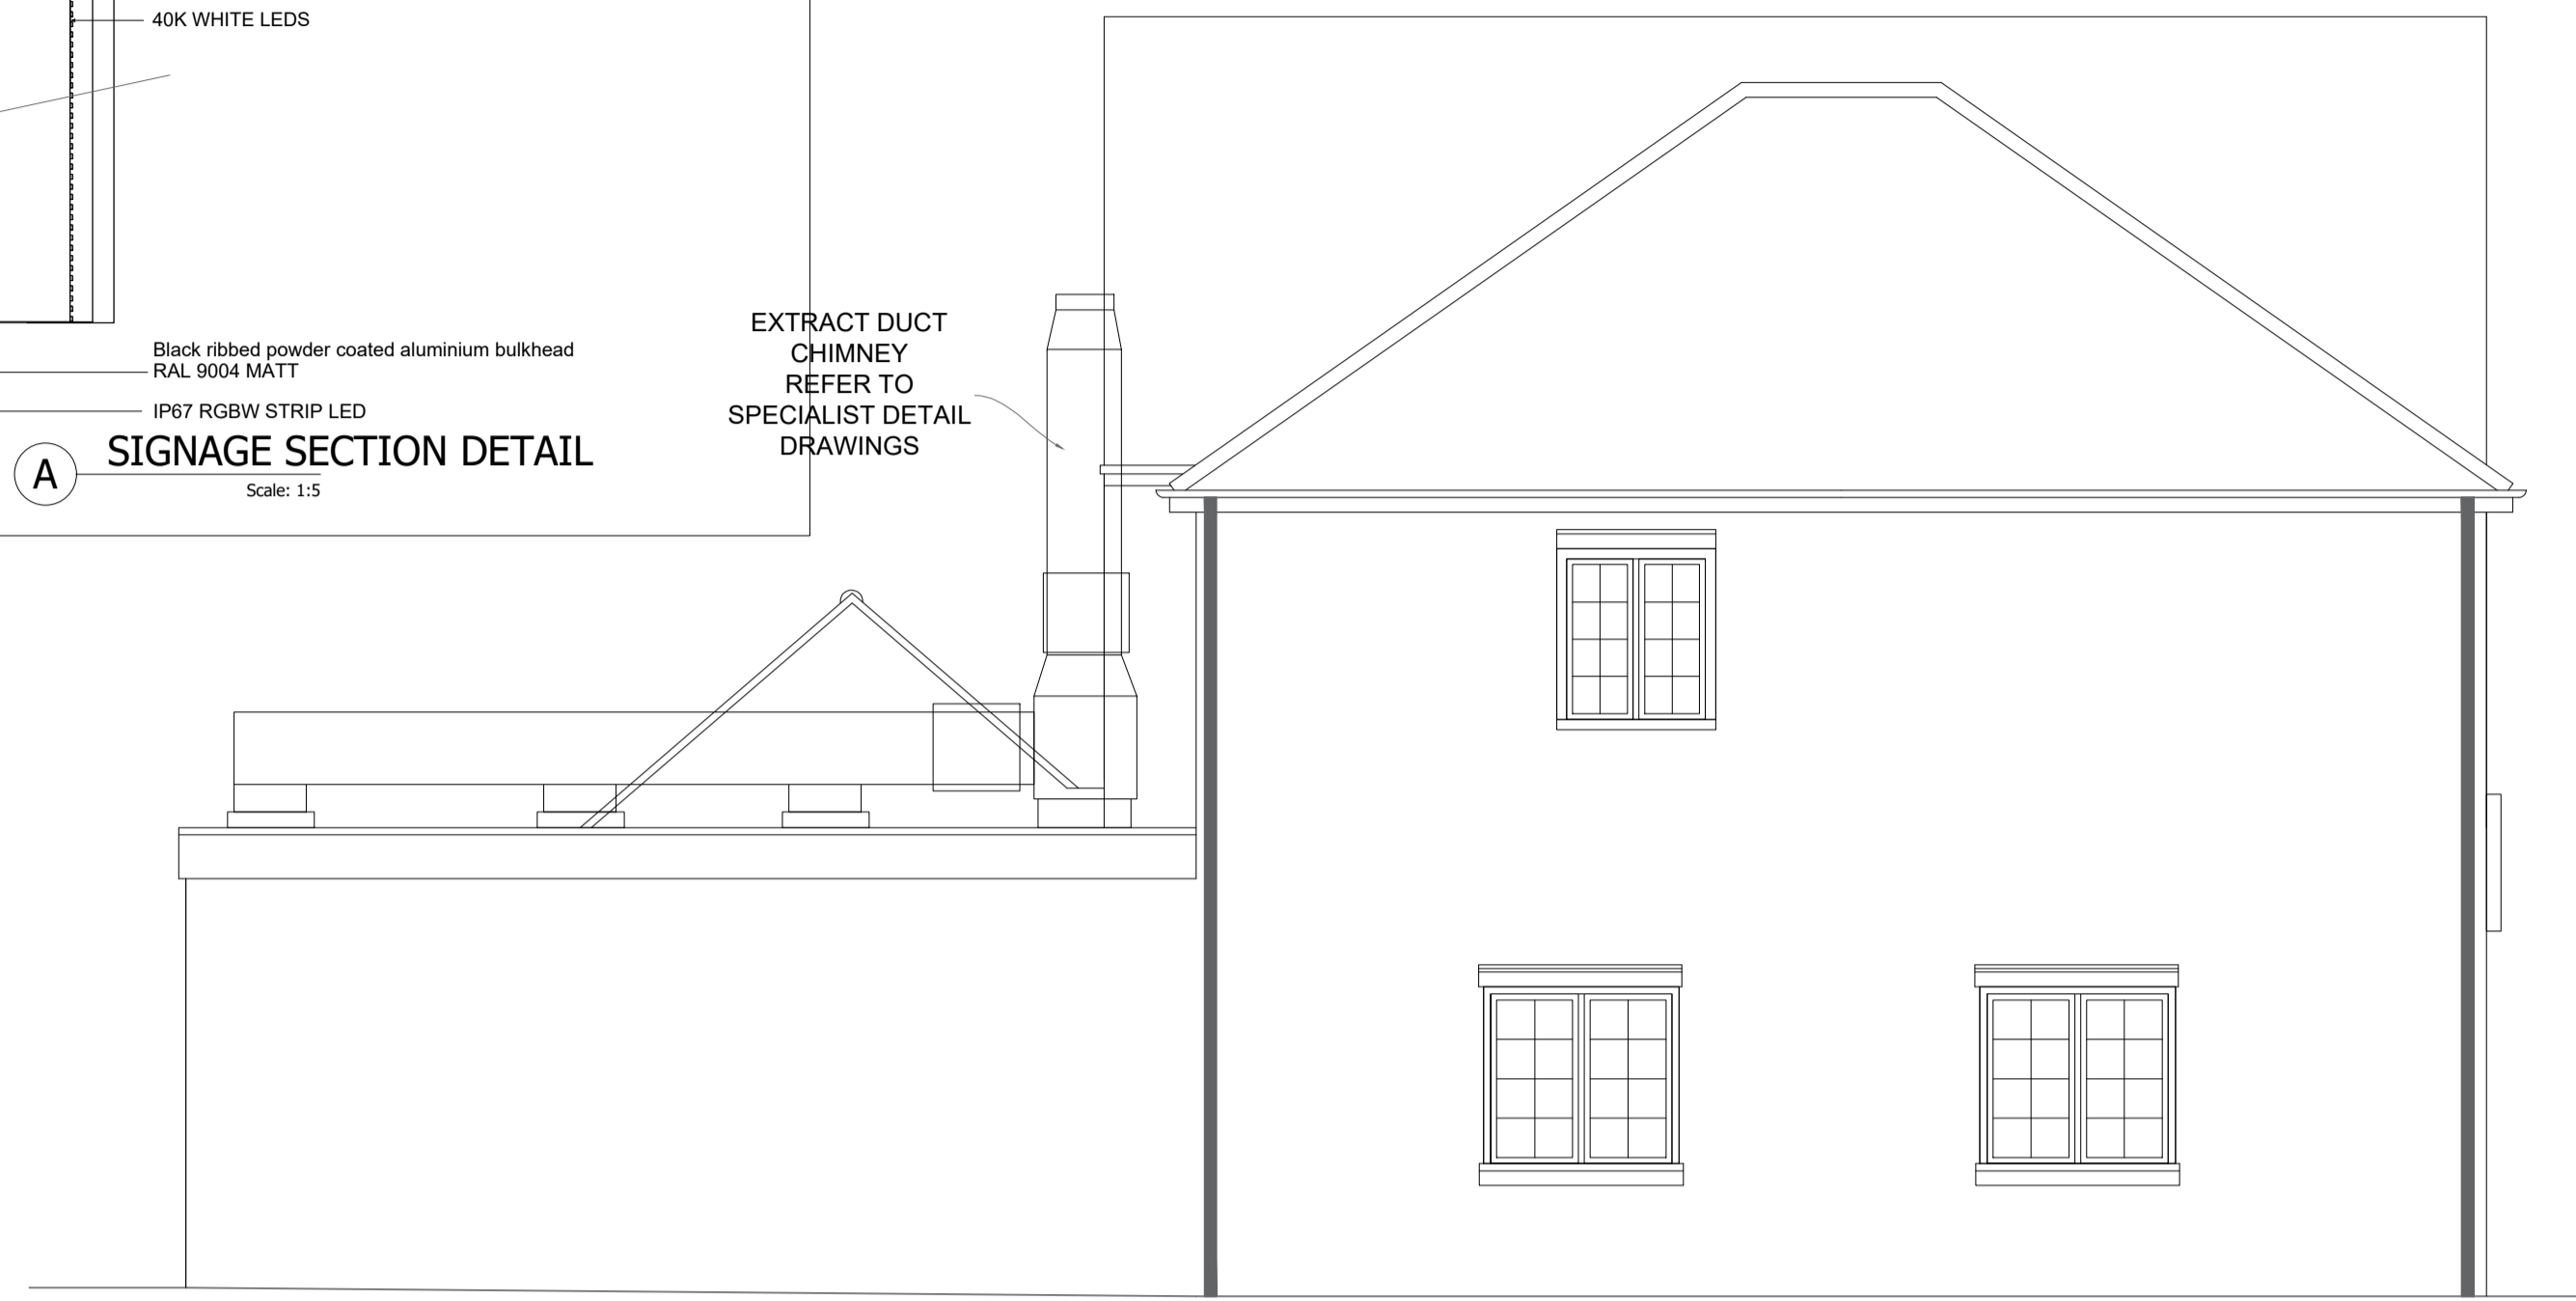 40K WHITE LEDS
Black ribbed powder coated aluminium bulkhead
RAL 9004 MATT
IP67 RGBW STRIP LED
A
SIGNAGE SECTION DETAIL
Scale: 1:5
EXTRACT DUCT
CHIMNEY
REFER TO
SPECIALIST DETAIL
DRAWINGS